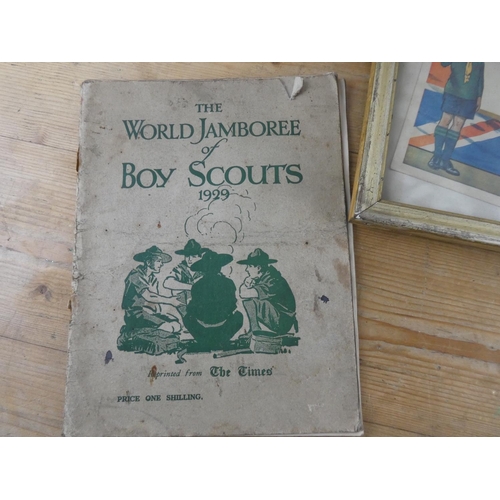 THE
WORLD JAMBOREE
of
BOY SCOUTS
1929
Reprinted from The Times
PRICE ONE SHILLING.